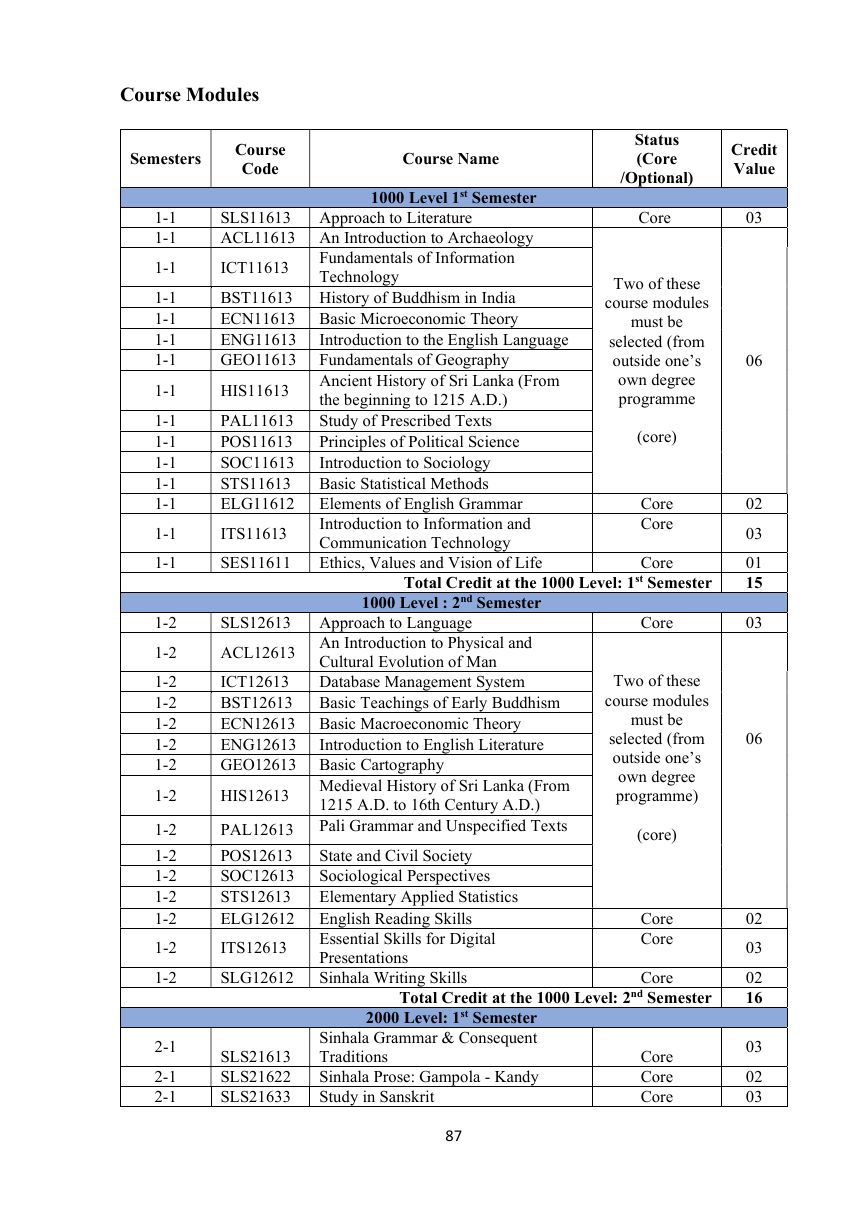 Course Modules
Semesters
Course
Code
Course Name
Status
(Core
/Optional)
Credit
Value
1000 Level 1st Semester
1-1 SLS11613 Approach to Literature Core 03
1-1 ACL11613 An Introduction to Archaeology
1-1 ICT11613 Fundamentals of Information
Technology
1-1 BST11613 History of Buddhism in India
1-1 ECN11613 Basic Microeconomic Theory
1-1 ENG11613 Introduction to the English Language
1-1 GEO11613 Fundamentals of Geography
1-1 HIS11613 Ancient History of Sri Lanka (From
the beginning to 1215 A.D.)
1-1 PAL11613 Study of Prescribed Texts
1-1 POS11613 Principles of Political Science
1-1 SOC11613 Introduction to Sociology
1-1 STS11613 Basic Statistical Methods
Two of these
course modules
must be
selected (from
outside one’s
own degree
programme
(core)
06
1-1 ELG11612 Elements of English Grammar Core 02
1-1 ITS11613 Introduction to Information and
Communication Technology Core 03
1-1 SES11611 Ethics, Values and Vision of Life Core 01
Total Credit at the 1000 Level: 1st Semester 15
1000 Level : 2nd Semester
1-2 SLS12613 Approach to Language Core 03
1-2 ACL12613 An Introduction to Physical and
Cultural Evolution of Man
1-2 ICT12613 Database Management System
1-2 BST12613 Basic Teachings of Early Buddhism
1-2 ECN12613 Basic Macroeconomic Theory
1-2 ENG12613 Introduction to English Literature
1-2 GEO12613 Basic Cartography
1-2 HIS12613 Medieval History of Sri Lanka (From
1215 A.D. to 16th Century A.D.)
1-2 PAL12613 Pali Grammar and Unspecified Texts
1-2 POS12613 State and Civil Society
1-2 SOC12613 Sociological Perspectives
1-2 STS12613 Elementary Applied Statistics
Two of these
course modules
must be
selected (from
outside one’s
own degree
programme)
(core)
06
1-2 ELG12612 English Reading Skills Core 02
1-2 ITS12613 Essential Skills for Digital
Presentations Core 03
1-2 SLG12612 Sinhala Writing Skills Core 02
Total Credit at the 1000 Level: 2nd Semester 16
2000 Level: 1st Semester
2-1 SLS21613 Sinhala Grammar & Consequent
Traditions Core 03
2-1 SLS21622 Sinhala Prose: Gampola - Kandy Core 02
2-1 SLS21633 Study in Sanskrit Core 03
87